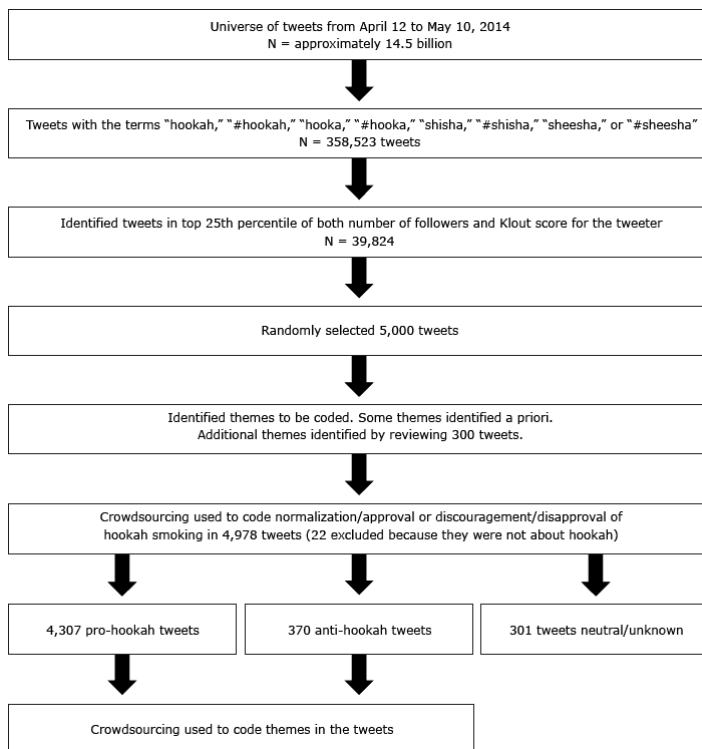 Universe of tweets from April 12 to May 10, 2014
N = approximately 14.5 billion
Tweets with the terms “hookah,” “#hookah,” “hooka,” “#hooka,” “shisha,” “#shisha,” “sheesha,” or “#sheesha”
N = 358,523 tweets
Identified tweets in top 25th percentile of both number of followers and Klout score for the tweeter
N = 39,824
Randomly selected 5,000 tweets
Identified themes to be coded. Some themes identified a priori.
Additional themes identified by reviewing 300 tweets.
Crowdsourcing used to code normalization/approval or discouragement/disapproval of
hookah smoking in 4,978 tweets (22 excluded because they were not about hookah)
4,307 pro-hookah tweets
370 anti-hookah tweets
301 tweets neutral/unknown
Crowdsourcing used to code themes in the tweets